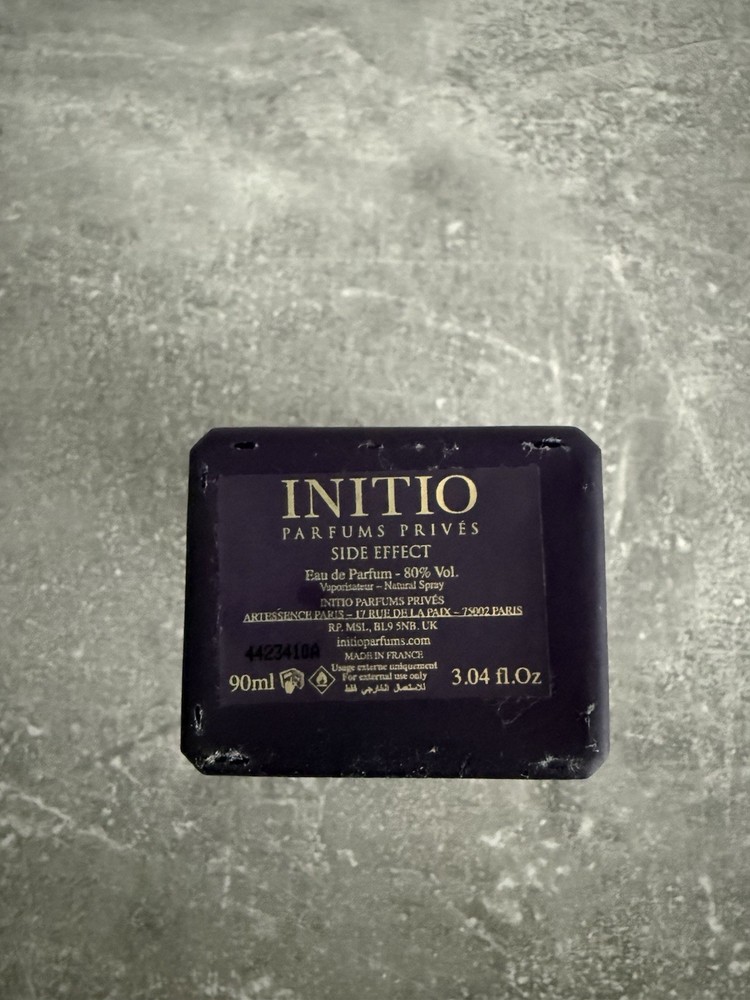 INITIO
PARFUMS PRIVÉS
SIDE EFFECT
Eau de Parfum - 80% Vol.
Vaporisateur – Natural Spray
INITIO PARFUMS PRIVÉS
ARTESSENCE PARIS – 17 RUE DE LA PAIX – 75002 PARIS
RP. MSL, BL9 5NB. UK
initioparfums.com
4423410A
MADE IN FRANCE
Usage externe uniquement
For external use only
للاستعمال الخارجي فقط
90ml
3.04 fl.Oz